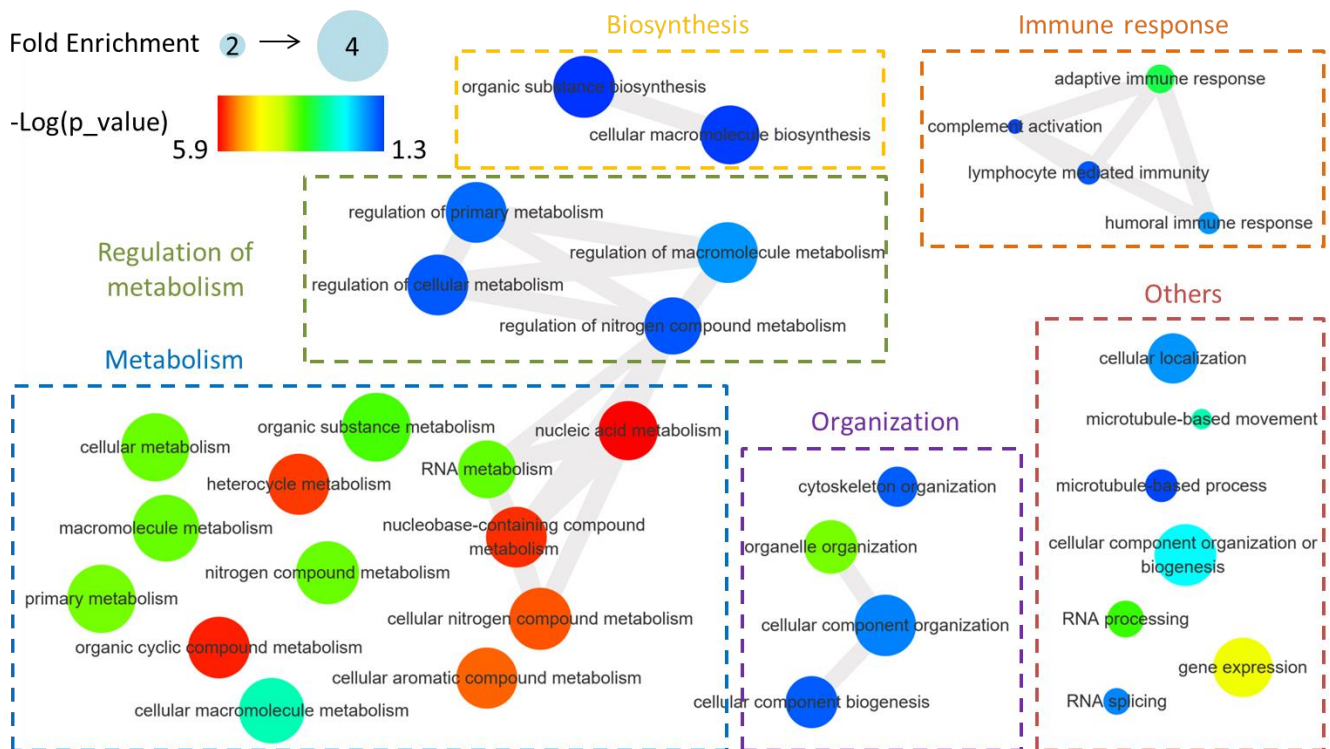 Fold Enrichment 2 → 4
-Log(p_value)
5.9 1.3
Biosynthesis
organic substance biosynthesis
cellular macromolecule biosynthesis
Immune response
adaptive immune response
complement activation
lymphocyte mediated immunity
humoral immune response
Regulation of
metabolism
regulation of primary metabolism
regulation of macromolecule metabolism
regulation of cellular metabolism
regulation of nitrogen compound metabolism
Metabolism
cellular metabolism
organic substance metabolism
nucleic acid metabolism
RNA metabolism
heterocycle metabolism
macromolecule metabolism
nucleobase-containing compound
metabolism
nitrogen compound metabolism
primary metabolism
cellular nitrogen compound metabolism
organic cyclic compound metabolism
cellular aromatic compound metabolism
cellular macromolecule metabolism
Organization
cytoskeleton organization
organelle organization
cellular component organization
cellular component biogenesis
Others
cellular localization
microtubule-based movement
microtubule-based process
cellular component organization or
biogenesis
RNA processing
gene expression
RNA splicing